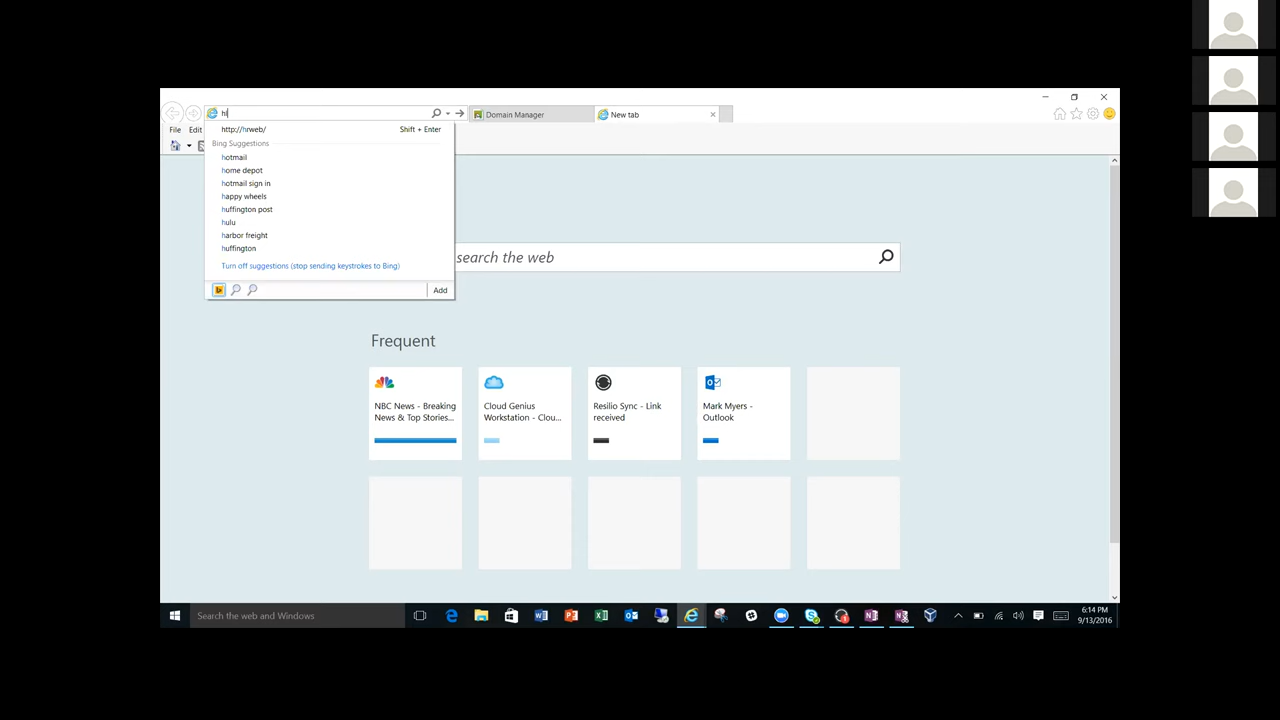 h
Domain Manager
New tab
File Edit
http://hrweb/ Shift + Enter
Bing Suggestions
hotmail
home depot
hotmail sign in
happy wheels
huffington post
hulu
harbor freight
huffington
Turn off suggestions (stop sending keystrokes to Bing)
Add
search the web
Frequent
NBC News - Breaking
News & Top Stories...
Cloud Genius
Workstation - Clou...
Resilio Sync - Link
received
Mark Myers -
Outlook
Search the web and Windows
6:14 PM
9/13/2016